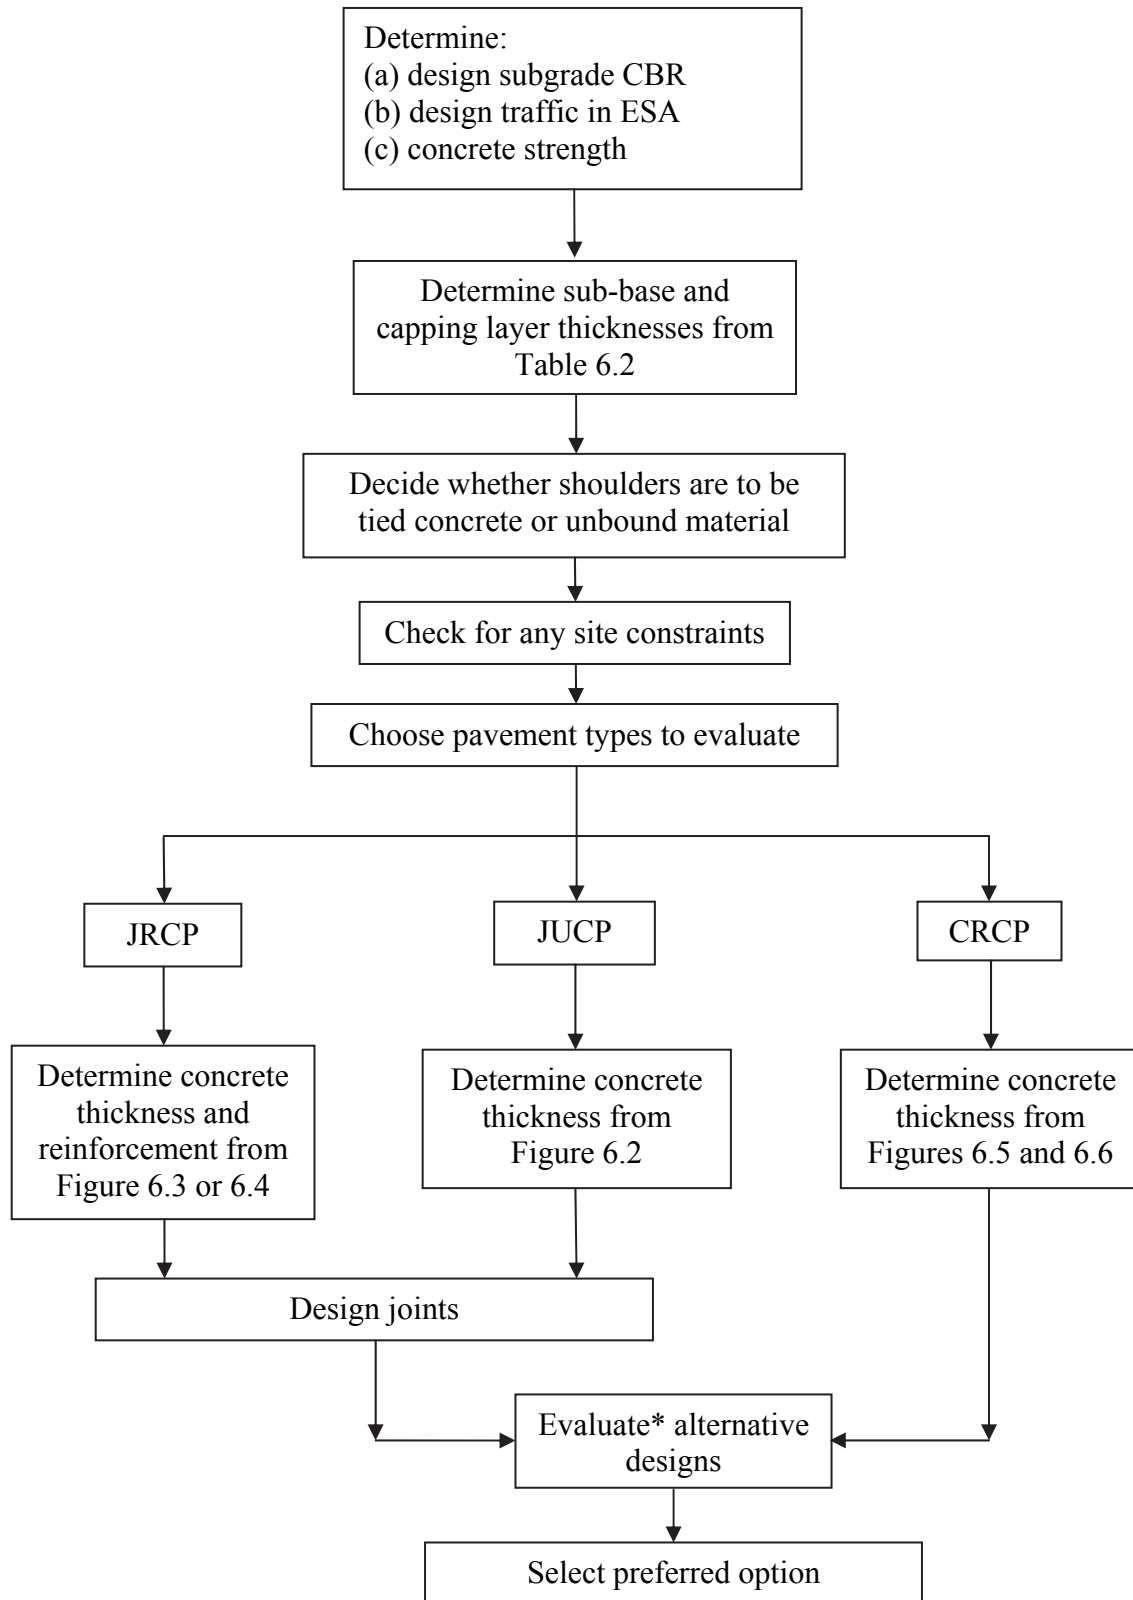 Determine:
(a) design subgrade CBR
(b) design traffic in ESA
(c) concrete strength
Determine sub-base and
capping layer thicknesses from
Table 6.2
Decide whether shoulders are to be
tied concrete or unbound material
Check for any site constraints
Choose pavement types to evaluate
JRCP
JUCP
CRCP
Determine concrete
thickness and
reinforcement from
Figure 6.3 or 6.4
Determine concrete
thickness from
Figure 6.2
Determine concrete
thickness from
Figures 6.5 and 6.6
Design joints
Evaluate* alternative
designs
Select preferred option